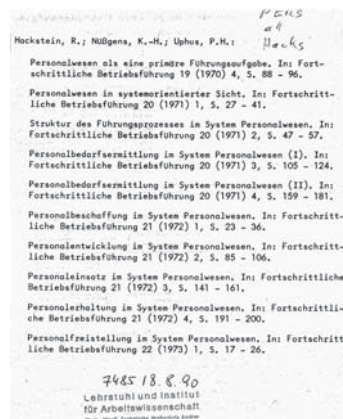 PERS
all
Hacks
Hackstein, R.; Nüßgens, K.-H.; Uphus, P.H.:
Personalwesen als eine primäre Führungsaufgabe. In: Fort-
schrittliche Betriebsführung 19 (1970) 4, S. 88 - 96.
Personalwesen in systemorientierter Sicht. In: Fortschritt-
liche Betriebsführung 20 (1971) 1, S. 27 - 41.
Struktur des Führungsprozesses im System Personalwesen. In:
Fortschrittliche Betriebsführung 20 (1971) 2, S. 47 - 57.
Personalbedarfsermittlung im System Personalwesen (I). In:
Fortschrittliche Betriebsführung 20 (1971) 3, S. 105 - 124.
Personalbedarfsermittlung im System Personalwesen (II). In:
Fortschrittliche Betriebsführung 20 (1971) 4, S. 159 - 181.
Personalbeschaffung im System Personalwesen. In: Fortschritt-
liche Betriebsführung 21 (1972) 1, S. 23 - 36.
Personalentwicklung im System Personalwesen. In: Fortschritt-
liche Betriebsführung 21 (1972) 2, S. 85 - 106.
Personaleinsatz im System Personalwesen. In: Fortschrittliche
Betriebsführung 21 (1972) 3, S. 141 - 161.
Personalerhaltung im System Personalwesen. In: Fortschrittli-
che Betriebsführung 21 (1972) 4, S. 191 - 200.
Personalfreistellung im System Personalwesen. In: Fortschritt
liche Betriebsführung 22 (1973) 1, S. 17 - 26.
7485 18.8.90
Lehrstuhl und Institut
für Arbeitswissenschaft